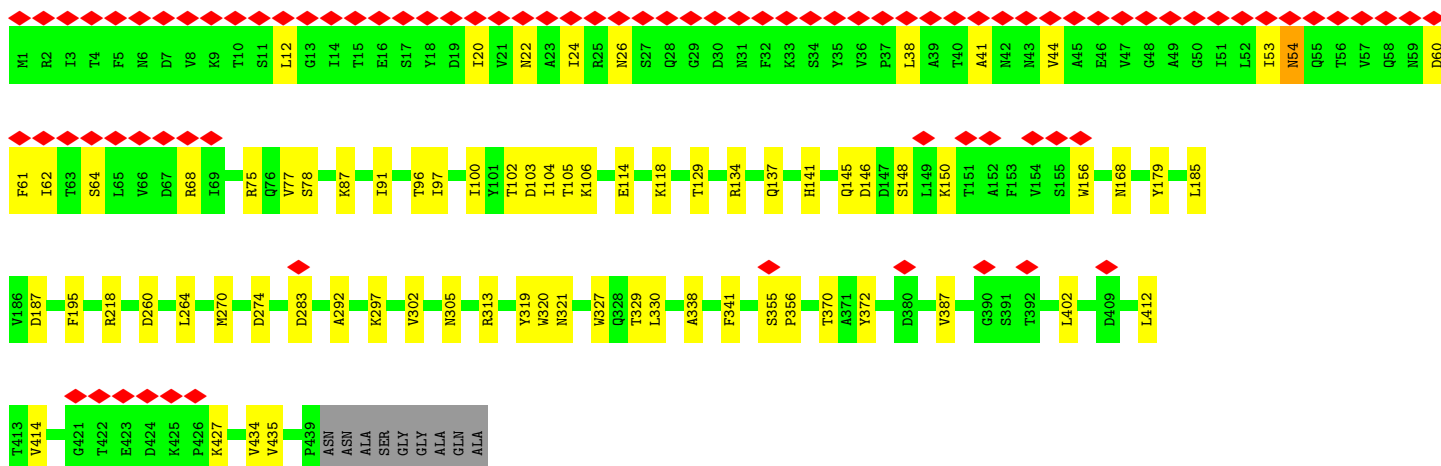 M1 R2 I3 T4 F5 N6 D7 V8 K9 T10 S11 L12 G13 I14 T15 E16 S17 Y18 D19 I20 V21 N22 A23 I24 R25 N26 S27 Q28 G29 D30 N31 F32 K33 S34 Y35 V36 P37 L38 A39 T40 A41 N42 N43 V44 A45 E46 V47 G48 A49 G50 I51 L52 I53 N54 Q55 T56 V57 Q58 N59 D60
F61 I62 T63 S64 L65 V66 D67 R68 I69 R75 Q76 V77 S78 K87 I91 T96 I97 I100 Y101 T102 D103 I104 T105 K106 E114 K118 T129 R134 Q137 H141 Q145 D146 D147 S148 L149 K150 T151 A152 F153 V154 S155 W156 N168 Y179 L185
V186 D187 F195 R218 D260 L264 M270 D274 D283 A292 K297 V302 N305 R313 Y319 W320 N321 W327 Q328 T329 L330 A338 F341 S355 P356 T370 A371 Y372 D380 V387 G390 S391 T392 L402 D409 L412
T413 V414 G421 T422 E423 D424 K425 P426 K427 V434 V435 P439 ASN ASN ALA SER GLY GLY ALA GLN ALA